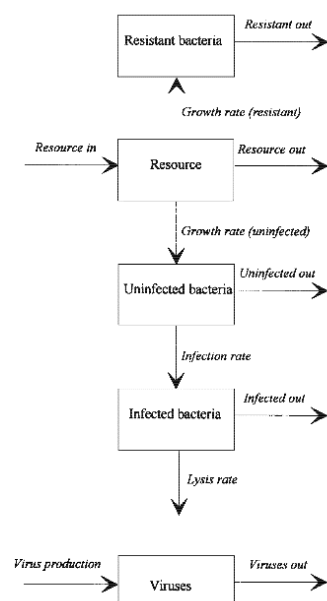 Resistant out
Resistant bacteria
Growth rate (resistant)
Resource in
Resource out
Resource
Growth rate (uninfected)
Uninfected out
Uninfected bacteria
Infection rate
Infected out
Infected bacteria
Lysis rate
Virus production
Viruses out
Viruses